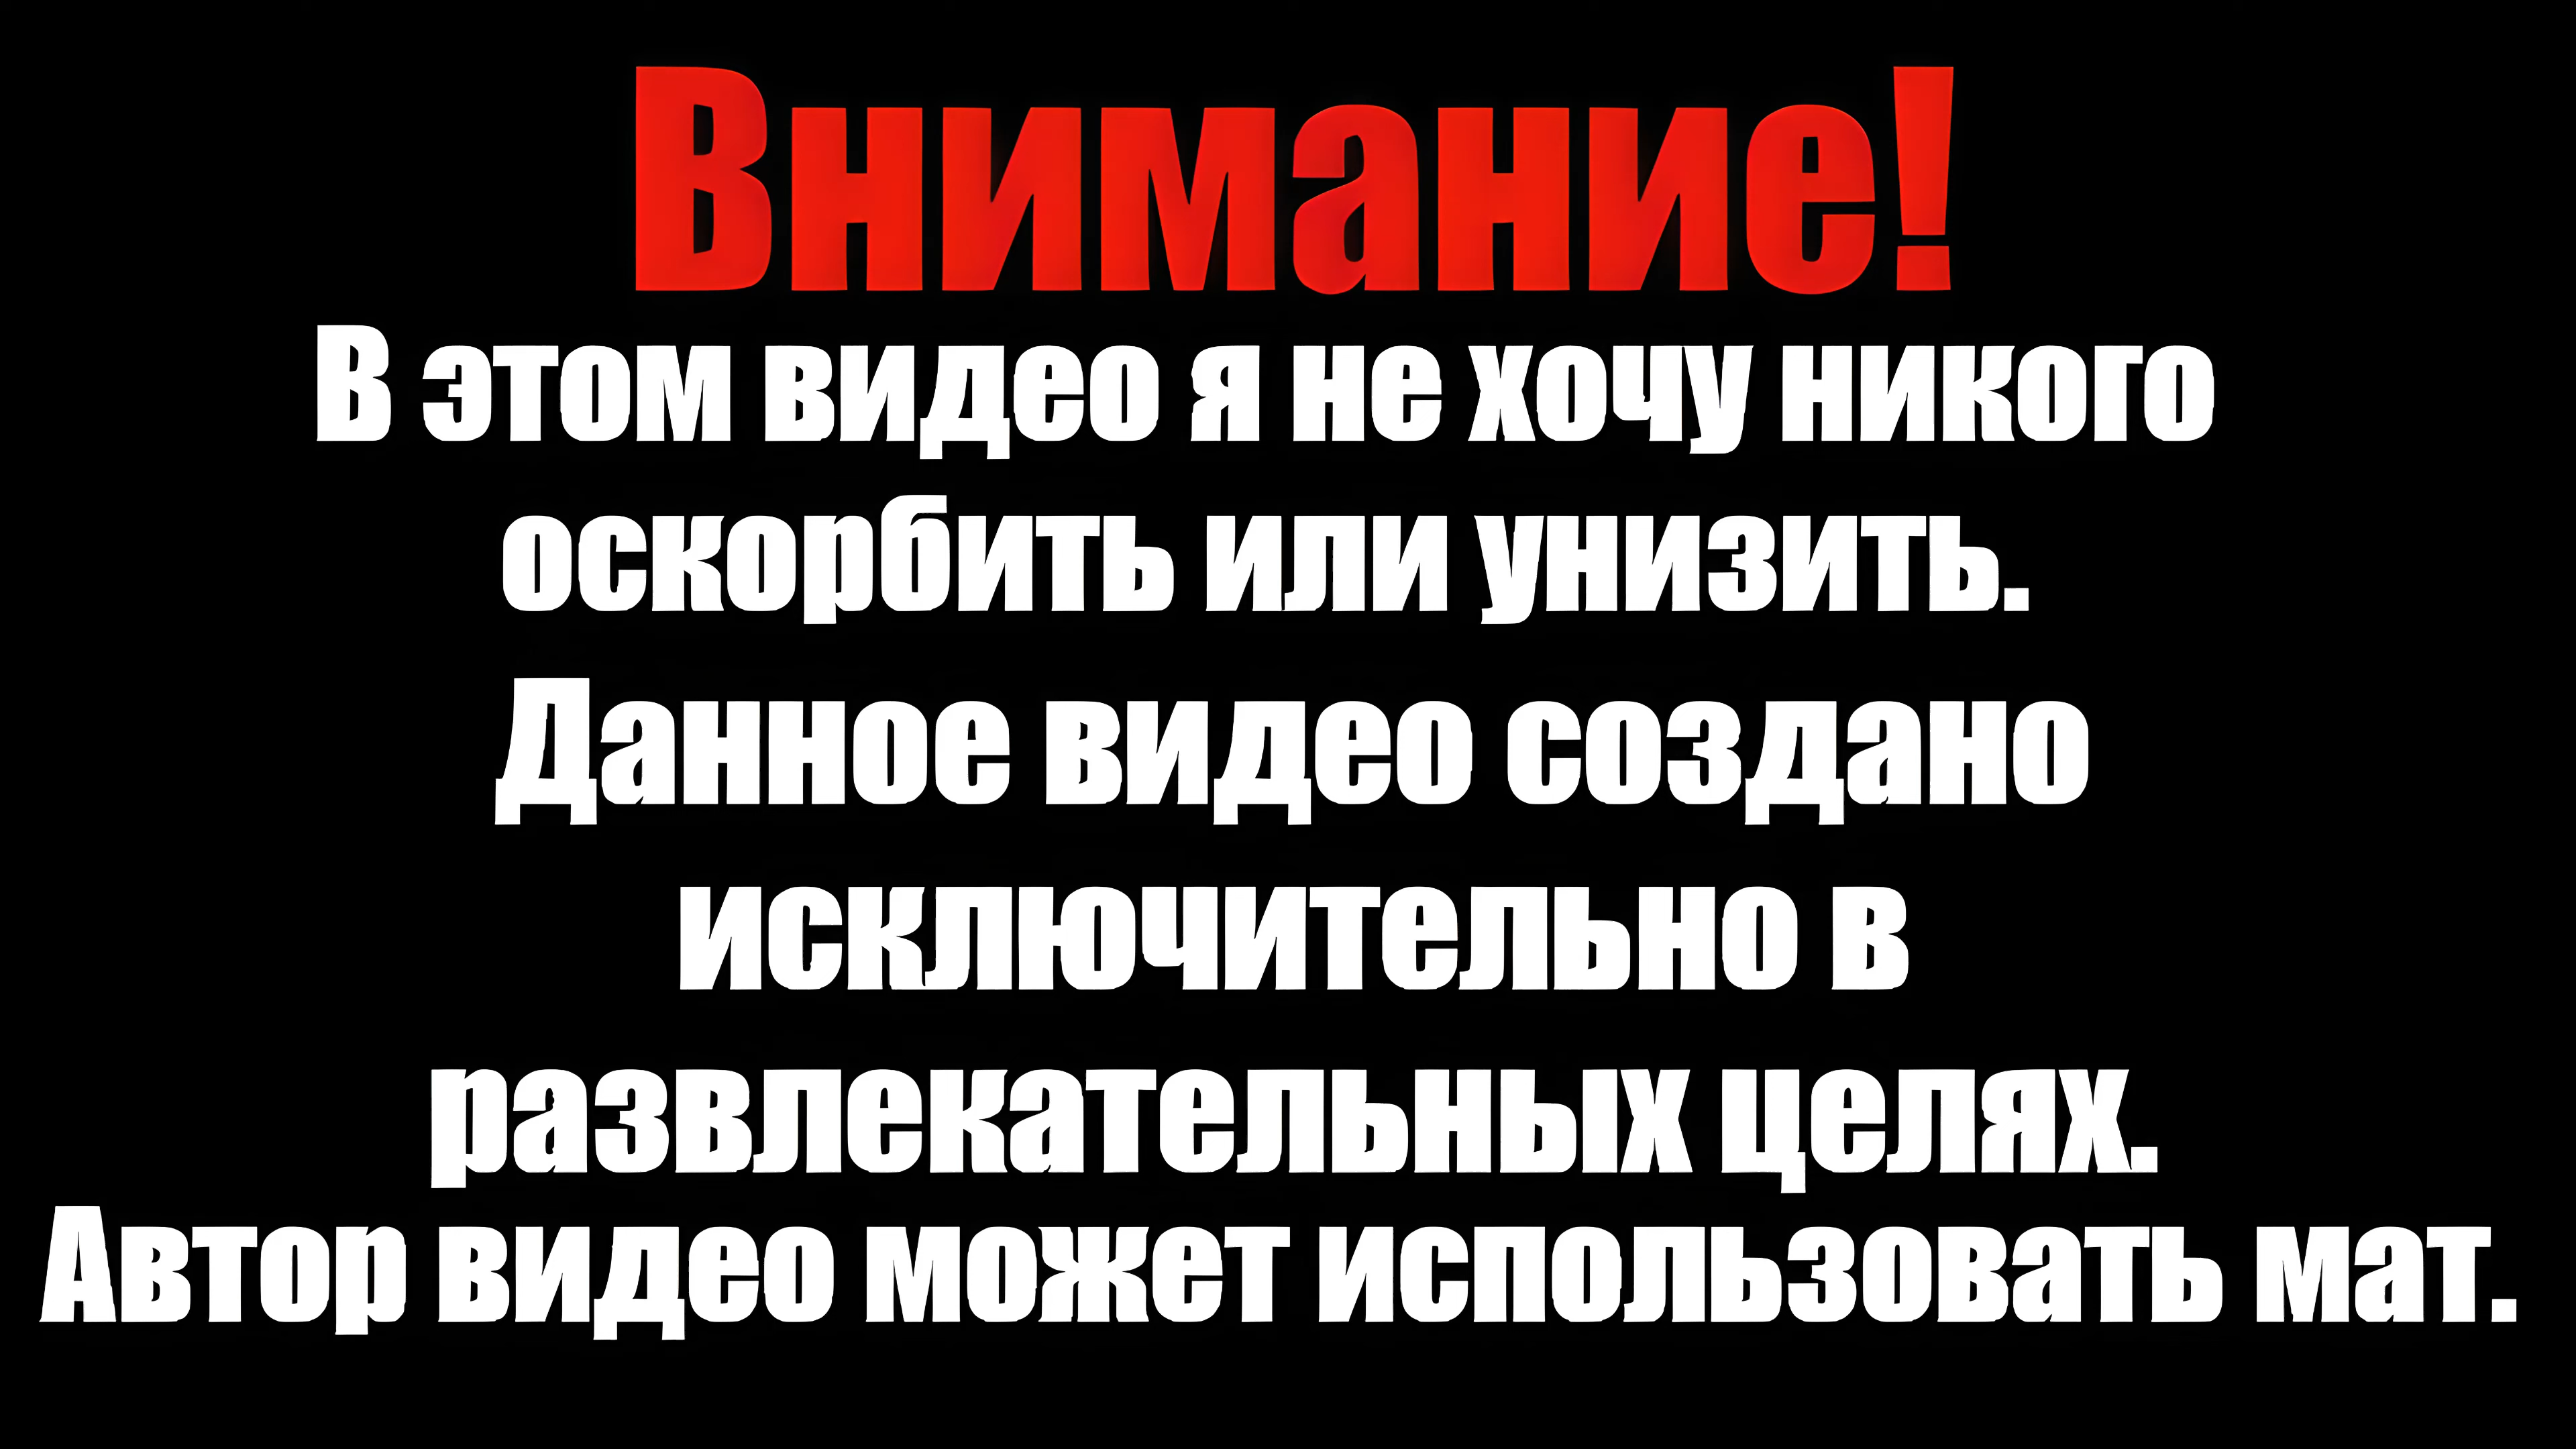 Внимание!
В этом видео я не хочу никого
оскорбить или унизить.
Данное видео создано
исключительно в
развлекательных целях.
Автор видео может использовать мат.